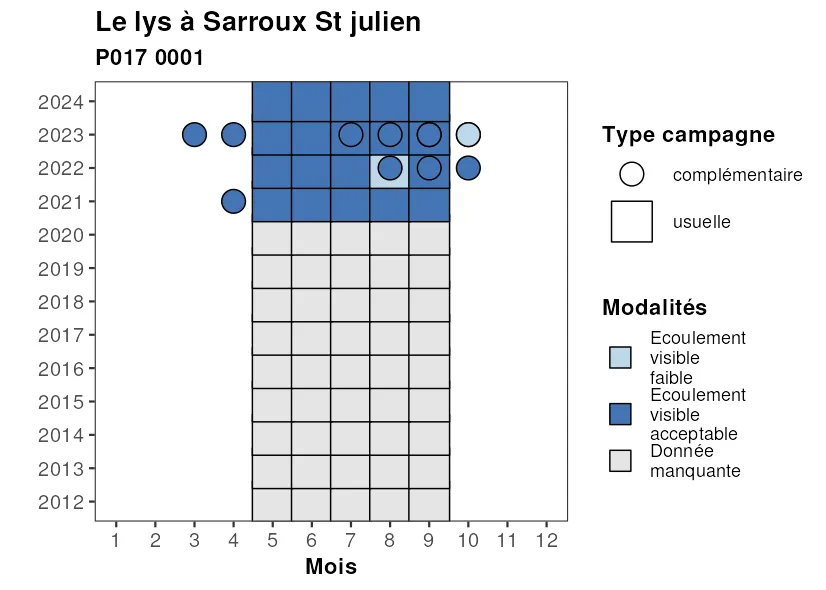 Le lys à Sarroux St julien
P017 0001
2024
2023
2022
2021
2020
2019
2018
2017
2016
2015
2014
2013
2012
1 2 3 4 5 6 7 8 9 10 11 12
Mois
Type campagne
complémentaire
usuelle
Modalités
Ecoulement
visible
faible
Ecoulement
visible
acceptable
Donnée
manquante